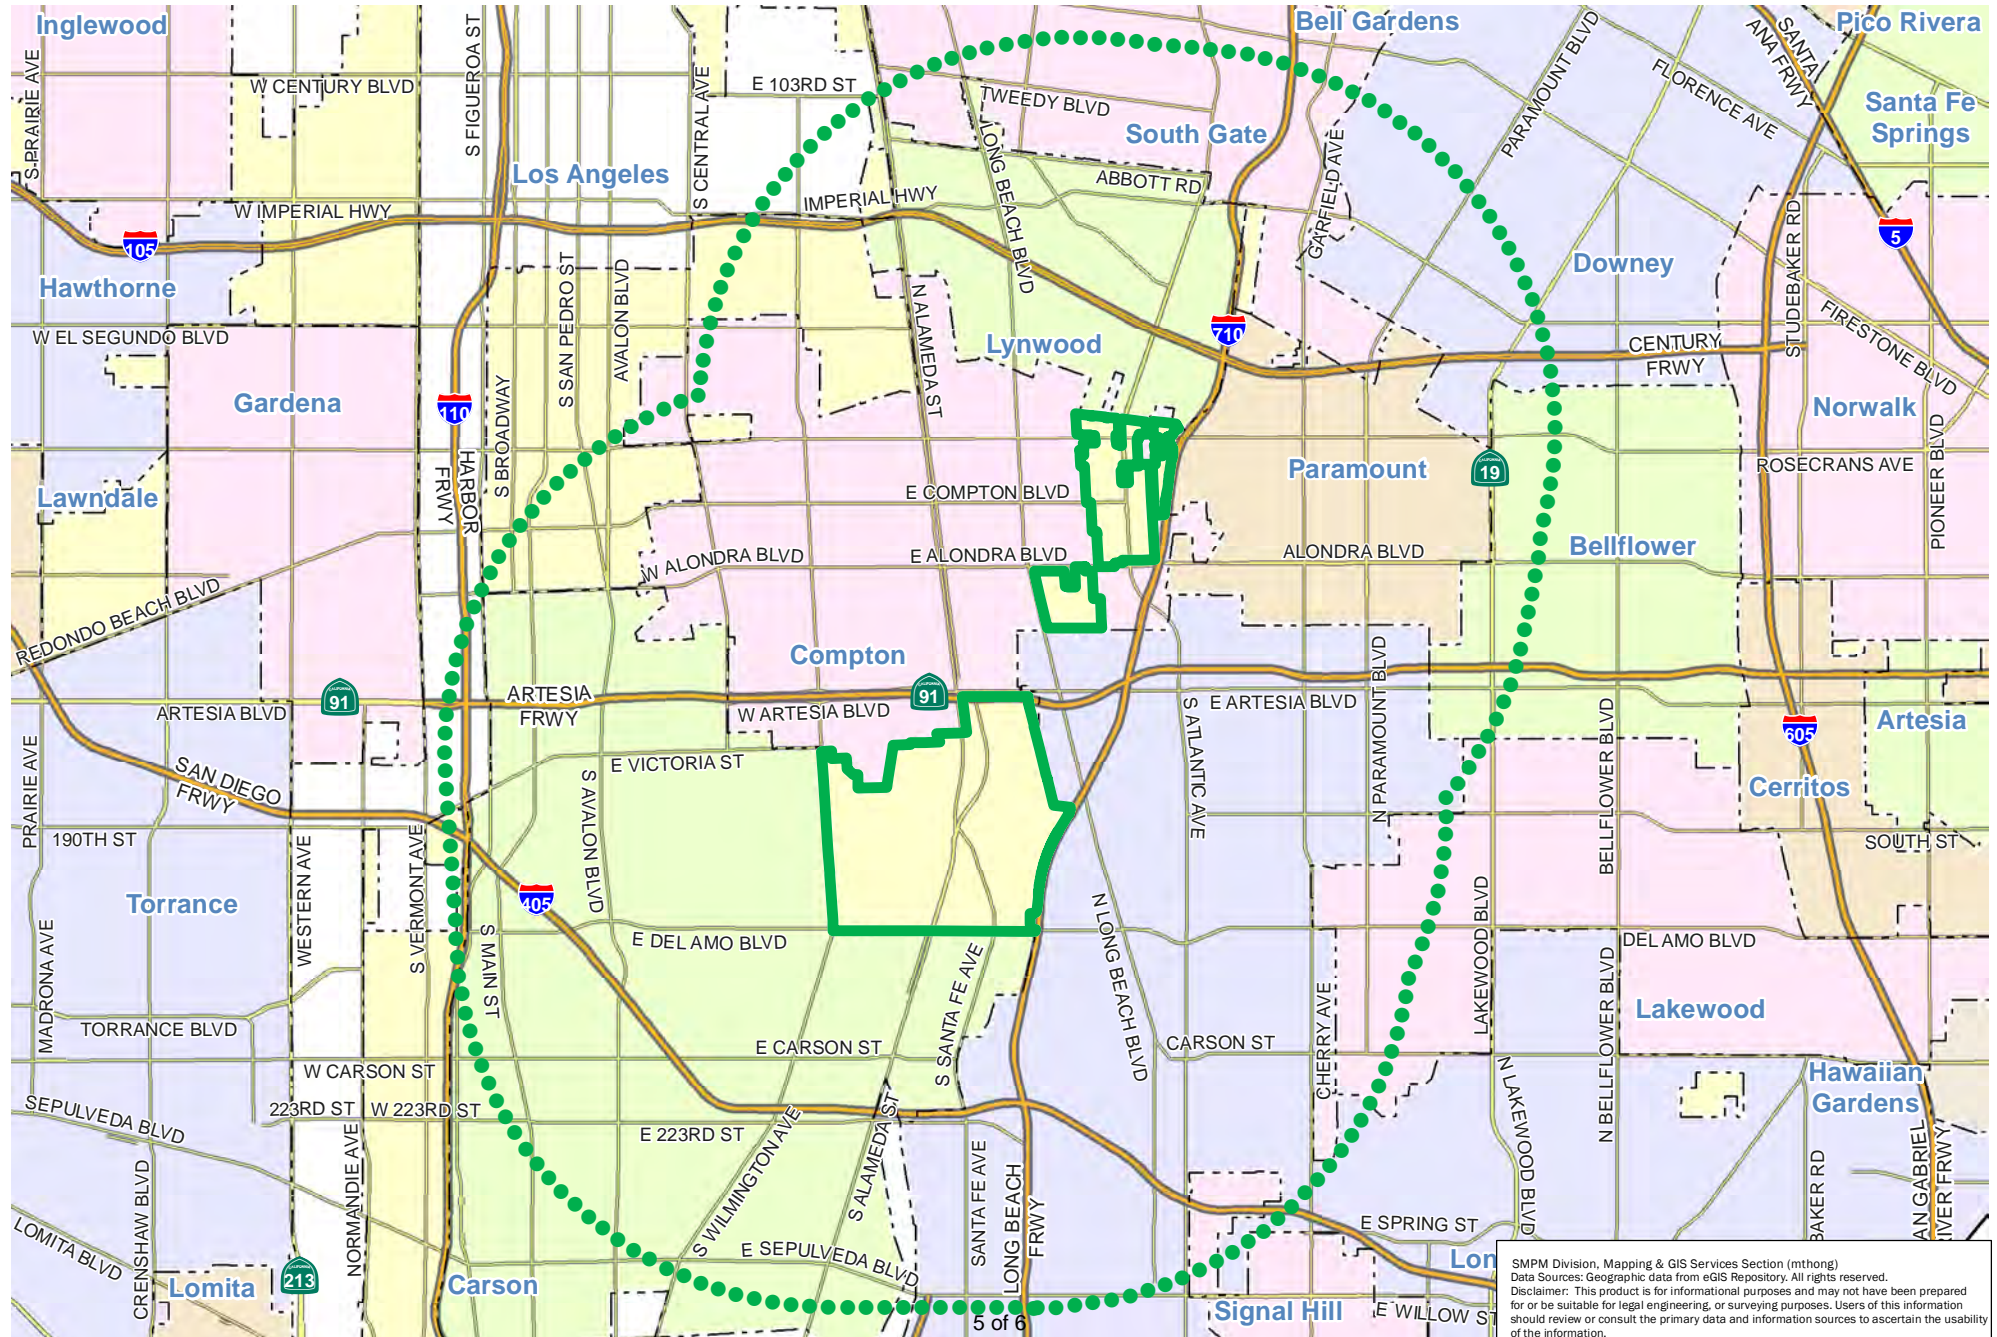 Inglewood
Bell Gardens
Pico Rivera
S PRAIRIE AVE
W CENTURY BLVD
S FIGUEROA ST
S CENTRAL AVE
E 103RD ST
TWEEDY BLVD
South Gate
PARAMOUNT BLVD
FLORENCE AVE
SANTA
ANA FRWY
Santa Fe
Springs
Los Angeles
LONG BEACH BLVD
ABBOTT RD
GARFIELD AVE
W IMPERIAL HWY
IMPERIAL HWY
STUDEBAKER RD
105
5
Hawthorne
Downey
S SAN PEDRO ST
AVALON BLVD
N ALAMEDA ST
W EL SEGUNDO BLVD
Lynwood
710
CENTURY
FRWY
FIRESTONE BLVD
Gardena
110
S BROADWAY
Norwalk
Lawndale
HARBOR
FRWY
E COMPTON BLVD
Paramount
19
ROSECRANS AVE
PIONEER BLVD
W ALONDRA BLVD
E ALONDRA BLVD
ALONDRA BLVD
Bellflower
REDONDO BEACH BLVD
Compton
N PARAMOUNT BLVD
91
ARTESIA BLVD
ARTESIA
FRWY
91
W ARTESIA BLVD
S ATLANTIC AVE
E ARTESIA BLVD
BELLFLOWER BLVD
605
Artesia
PRAIRIE AVE
SAN DIEGO
FRWY
E VICTORIA ST
S AVALON BLVD
Cerritos
190TH ST
SOUTH ST
WESTERN AVE
S VERMONT AVE
405
Torrance
MADRONA AVE
S MAIN ST
E DEL AMO BLVD
S SANTA FE AVE
N LONG BEACH BLVD
LAKEWOOD BLVD
DEL AMO BLVD
N BELLFLOWER BLVD
Lakewood
TORRANCE BLVD
E CARSON ST
CARSON ST
CHERRY AVE
W CARSON ST
Hawaiian
Gardens
SEPULVEDA BLVD
223RD ST
W 223RD ST
E 223RD ST
S WILMINGTON AVE
S ALAMEDA ST
N LAKEWOOD BLVD
CRENSHAW BLVD
NORMANDIE AVE
SANTA FE AVE
LONG BEACH
FRWY
BAKER RD
AN GABRIEL
IVER FRWY
LOMITA BLVD
E SPRING ST
E SEPULVEDA BLVD
Lomita
213
Carson
Signal Hill
Lon
E WILLOW ST
5 of 6
SMPM Division, Mapping & GIS Services Section (mthong)
Data Sources: Geographic data from eGIS Repository. All rights reserved.
Disclaimer: This product is for informational purposes and may not have been prepared
for or be suitable for legal engineering, or surveying purposes. Users of this information
should review or consult the primary data and information sources to ascertain the usability
of the information.